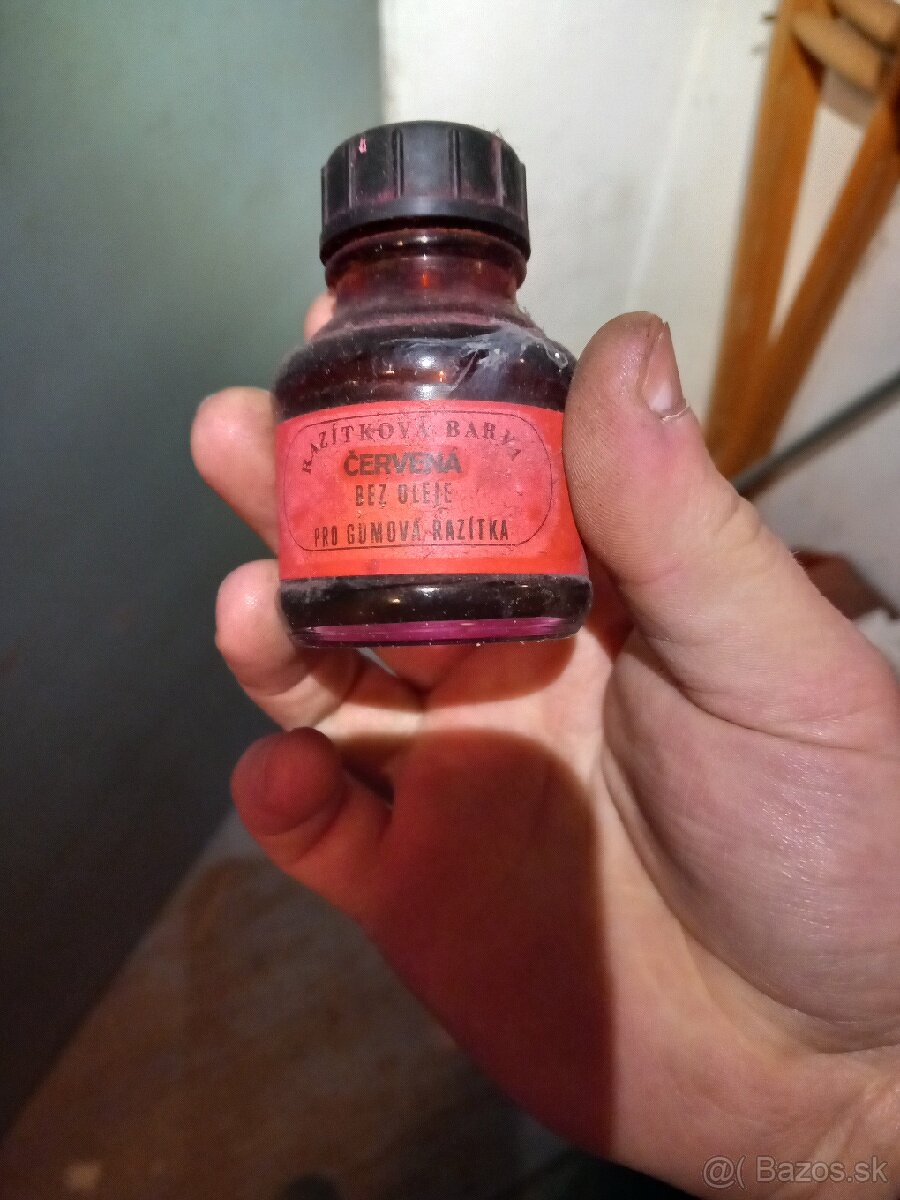 RAZÍTKOVÁ BARVA
ČERVENÁ
BEZ OLEJE
PRO GUMOVÁ RAZÍTKA
@( Bazos.sk